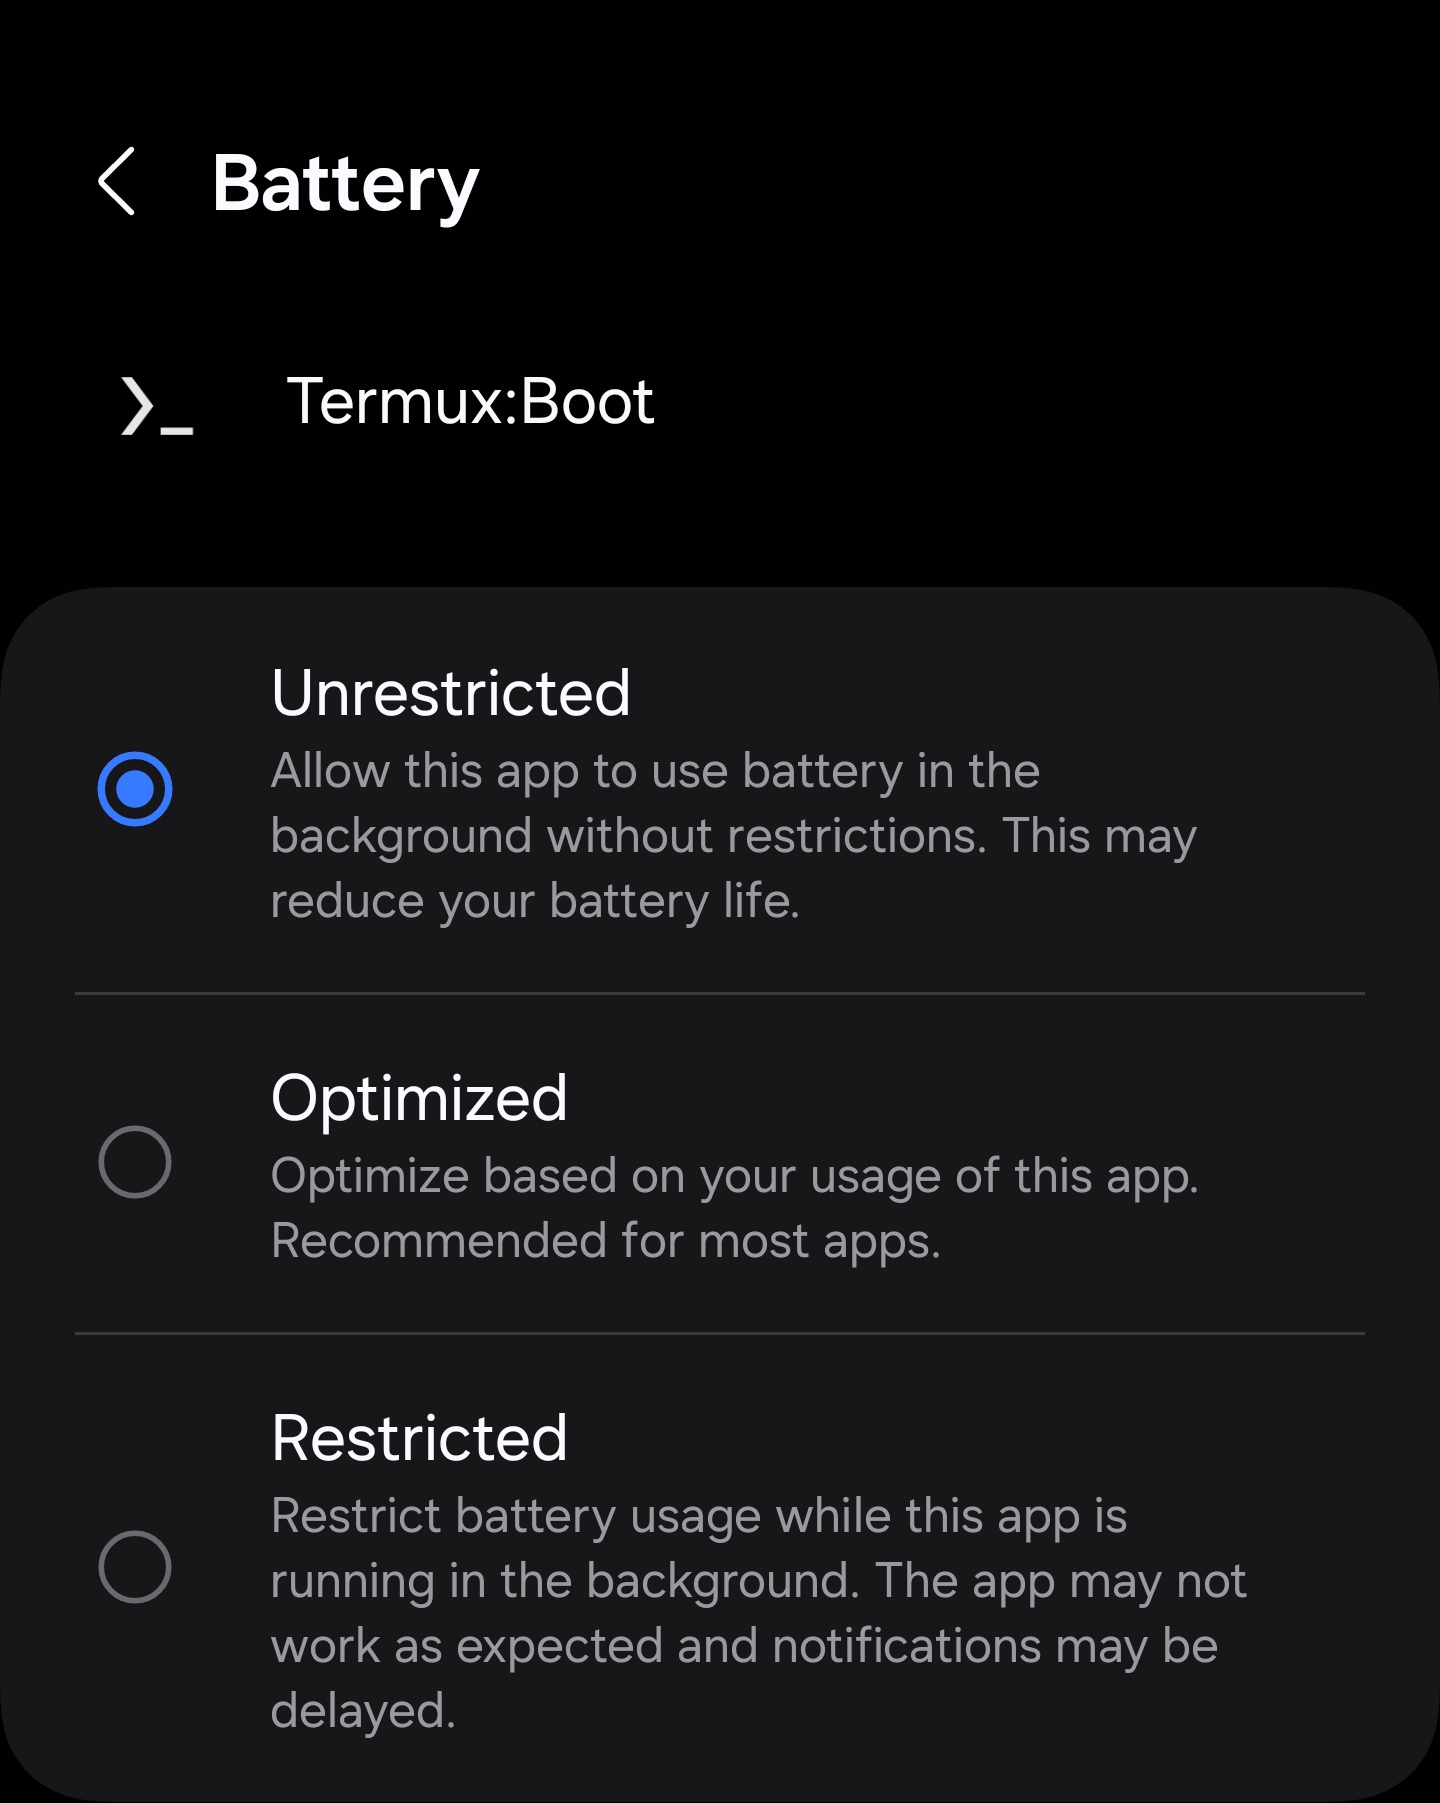 Battery
Termux:Boot
Unrestricted
Allow this app to use battery in the
background without restrictions. This may
reduce your battery life.
Optimized
Optimize based on your usage of this app.
Recommended for most apps.
Restricted
Restrict battery usage while this app is
running in the background. The app may not
work as expected and notifications may be
delayed.